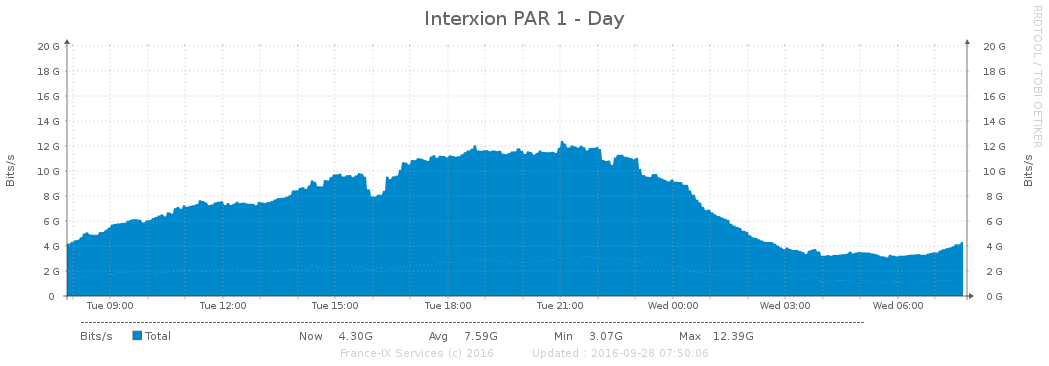 Interxion PAR 1 - Day
RRDTOOL / TOBI OETIKER
Bits/s
20 G 20 G
18 G 18 G
16 G 16 G
14 G 14 G
12 G 12 G
10 G 10 G
8 G 8 G
6 G 6 G
4 G 4 G
2 G 2 G
0 0 G
Bits/s
Tue 09:00 Tue 12:00 Tue 15:00 Tue 18:00 Tue 21:00 Wed 00:00 Wed 03:00 Wed 06:00
Bits/s Total Now 4.30G Avg 7.59G Min 3.07G Max 12.39G
France-IX Services (c) 2016 Updated : 2016-09-28 07:50:06